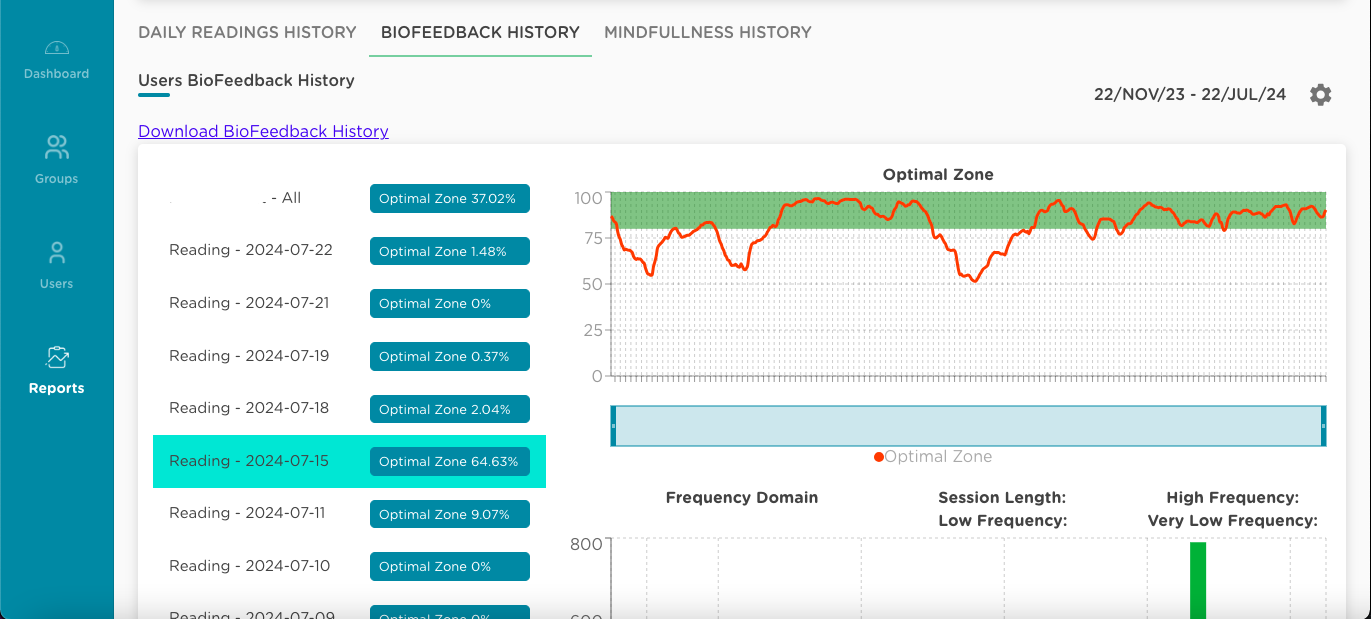 DAILY READINGS HISTORY
BIOFEEDBACK HISTORY
MINDFULLNESS HISTORY
Dashboard
Groups
Users
Reports
Users BioFeedback History
22/NOV/23 - 22/JUL/24
Download BioFeedback History
- All
Optimal Zone 37.02%
Reading - 2024-07-22
Optimal Zone 1.48%
Reading - 2024-07-21
Optimal Zone 0%
Reading - 2024-07-19
Optimal Zone 0.37%
Reading - 2024-07-18
Optimal Zone 2.04%
Reading - 2024-07-15
Optimal Zone 64.63%
Reading - 2024-07-11
Optimal Zone 9.07%
Reading - 2024-07-10
Optimal Zone 0%
Reading - 2024-07-09
Optimal Zone 0%
Optimal Zone
100
75
50
25
0
Optimal Zone
Frequency Domain
Session Length:
High Frequency:
Low Frequency:
Very Low Frequency:
800
600